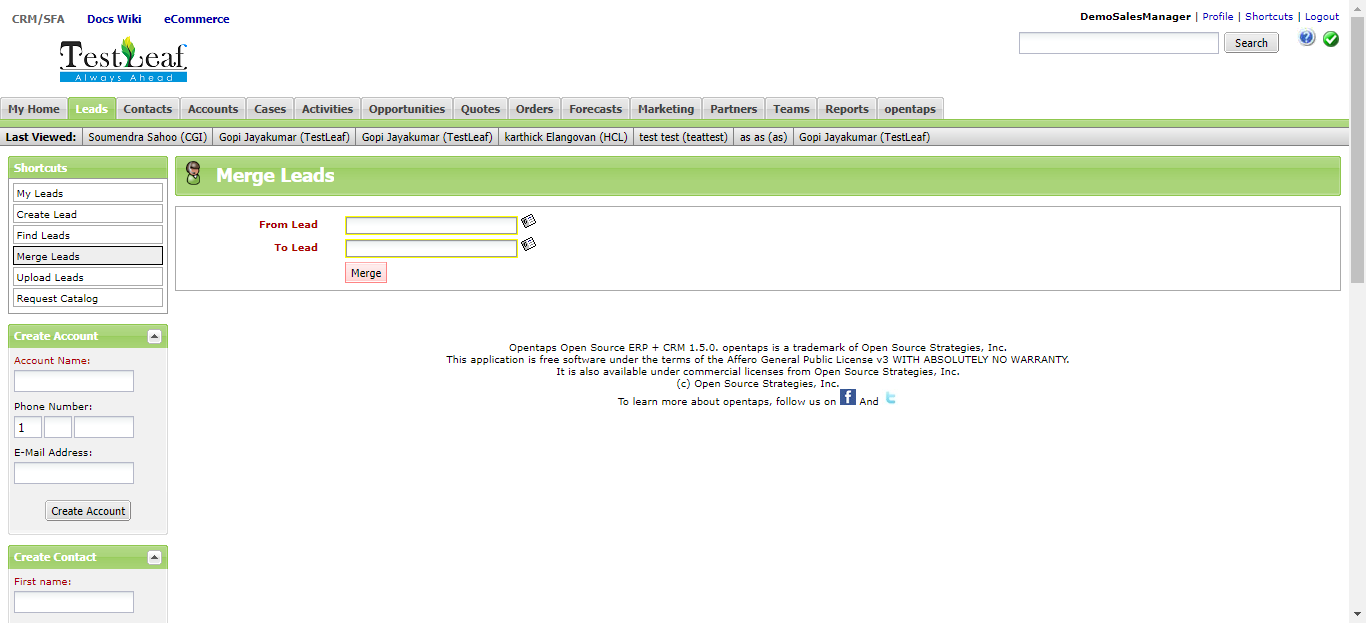 CRM/SFA Docs Wiki eCommerce
DemoSalesManager | Profile | Shortcuts | Logout
TestLeaf
Always Ahead
Search
My Home Leads Contacts Accounts Cases Activities Opportunities Quotes Orders Forecasts Marketing Partners Teams Reports opentaps
Last Viewed: Soumendra Sahoo (CGI) Gopi Jayakumar (TestLeaf) Gopi Jayakumar (TestLeaf) karthick Elangovan (HCL) test test (teattest) as as (as) Gopi Jayakumar (TestLeaf)
Shortcuts
My Leads
Create Lead
Find Leads
Merge Leads
Upload Leads
Request Catalog
Create Account
Account Name:
Phone Number:
1
E-Mail Address:
Create Account
Create Contact
First name:
Merge Leads
From Lead
To Lead
Merge
Opentaps Open Source ERP + CRM 1.5.0. opentaps is a trademark of Open Source Strategies, Inc.
This application is free software under the terms of the Affero General Public License v3 WITH ABSOLUTELY NO WARRANTY.
It is also available under commercial licenses from Open Source Strategies, Inc.
(c) Open Source Strategies, Inc.
To learn more about opentaps, follow us on f And t